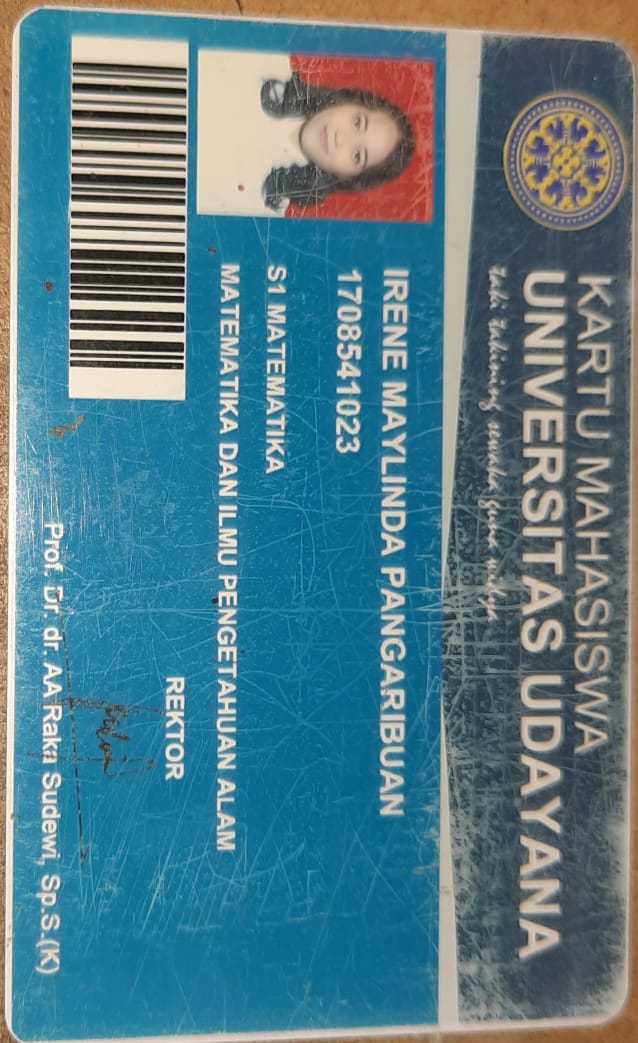 KARTU MAHASISWA
UNIVERSITAS UDAYANA
IRENE MAYLINDA PANGARIBUAN
1708541023
S1 MATEMATIKA
MATEMATIKA DAN ILMU PENGETAHUAN ALAM
REKTOR
Prof. Dr. dr. AA Raka Sudewi, Sp.S.(K)